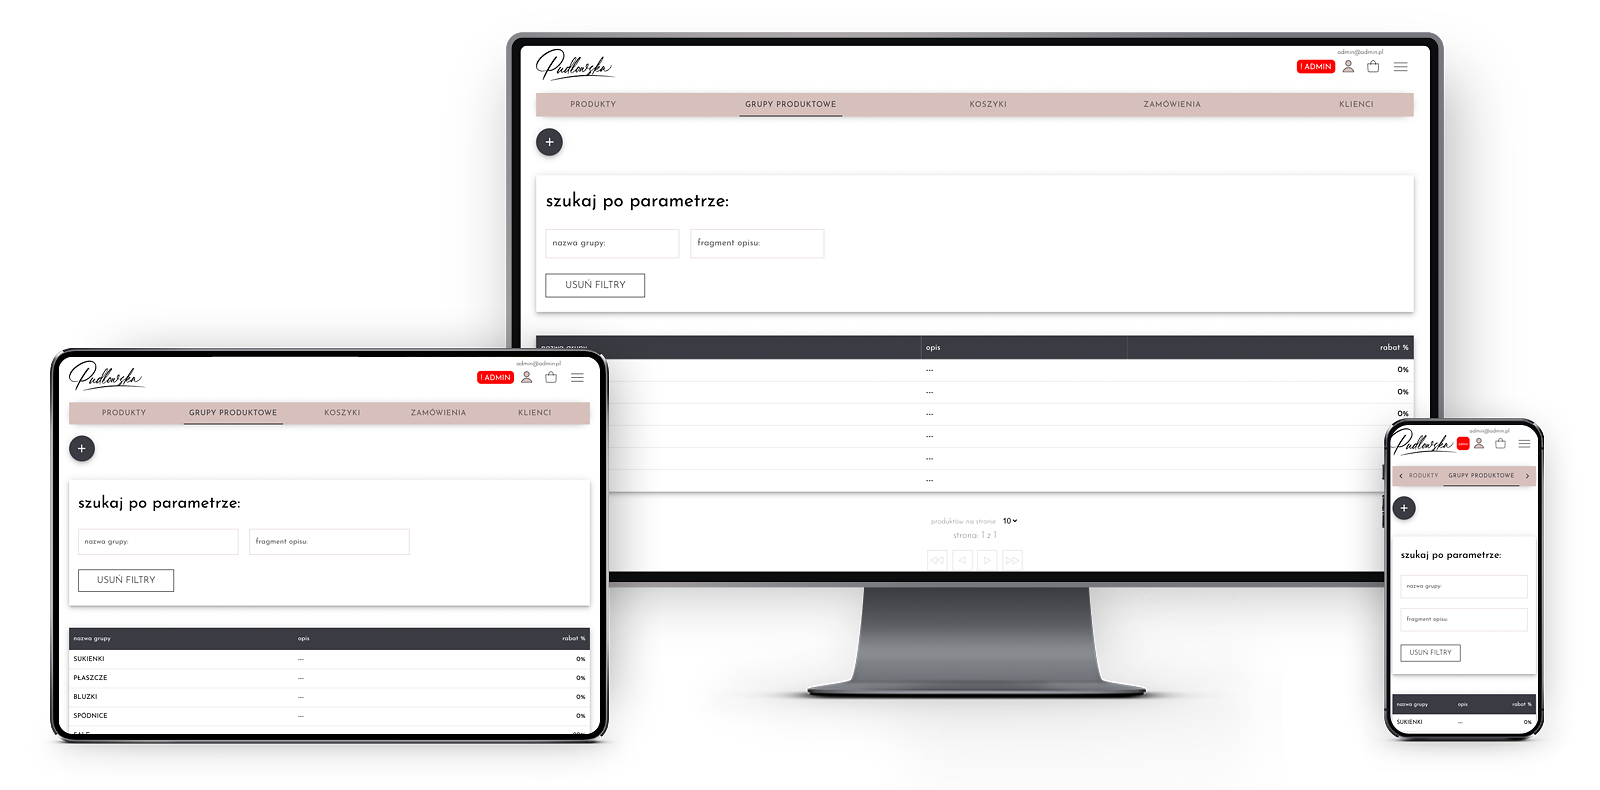 Pudlowska
admin@admin.pl
! ADMIN
PRODUKTY GRUPY PRODUKTOWE KOSZYKI ZAMÓWIENIA KLIENCI
+
szukaj po parametrze:
nazwa grupy: fragment opisu:
USUŃ FILTRY
nazwa grupy opis rabat %
--- 0%
--- 0%
--- 0%
---
---
---
produktów na stronie 10
strona: 1 z 1
Pudlowska
admin@admin.pl
! ADMIN
PRODUKTY GRUPY PRODUKTOWE KOSZYKI ZAMÓWIENIA KLIENCI
+
szukaj po parametrze:
nazwa grupy: fragment opisu:
USUŃ FILTRY
nazwa grupy opis rabat %
SUKIENKI --- 0%
PŁASZCZE --- 0%
BLUZKI --- 0%
SPÓDNICE --- 0%
Pudlowska
admin@admin.pl
RODUKTY GRUPY PRODUKTOWE
+
szukaj po parametrze:
nazwa grupy:
fragment opisu:
USUŃ FILTRY
nazwa grupy opis rabat %
SUKIENKI --- 0%